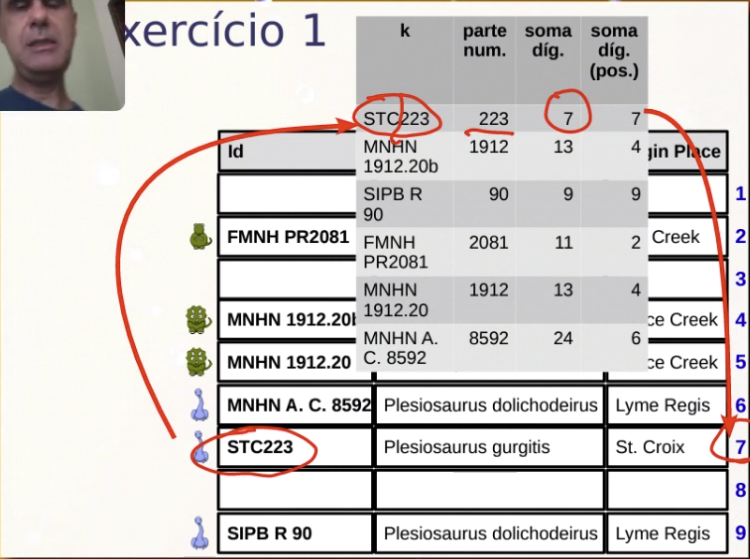 xercício 1
k parte num. soma díg. soma díg. (pos.)
STC223 223 7 7
MNHN 1912.20b 1912 13 4
SIPB R 90 90 9 9
FMNH PR2081 2081 11 2
MNHN 1912.20 1912 13 4
MNHN A. C. 8592 8592 24 6
Id gin Place
1
FMNH PR2081 Creek 2
3
MNHN 1912.20b ce Creek 4
MNHN 1912.20 ce Creek 5
MNHN A. C. 8592 Plesiosaurus dolichodeirus Lyme Regis 6
STC223 Plesiosaurus gurgitis St. Croix 7
8
SIPB R 90 Plesiosaurus dolichodeirus Lyme Regis 9